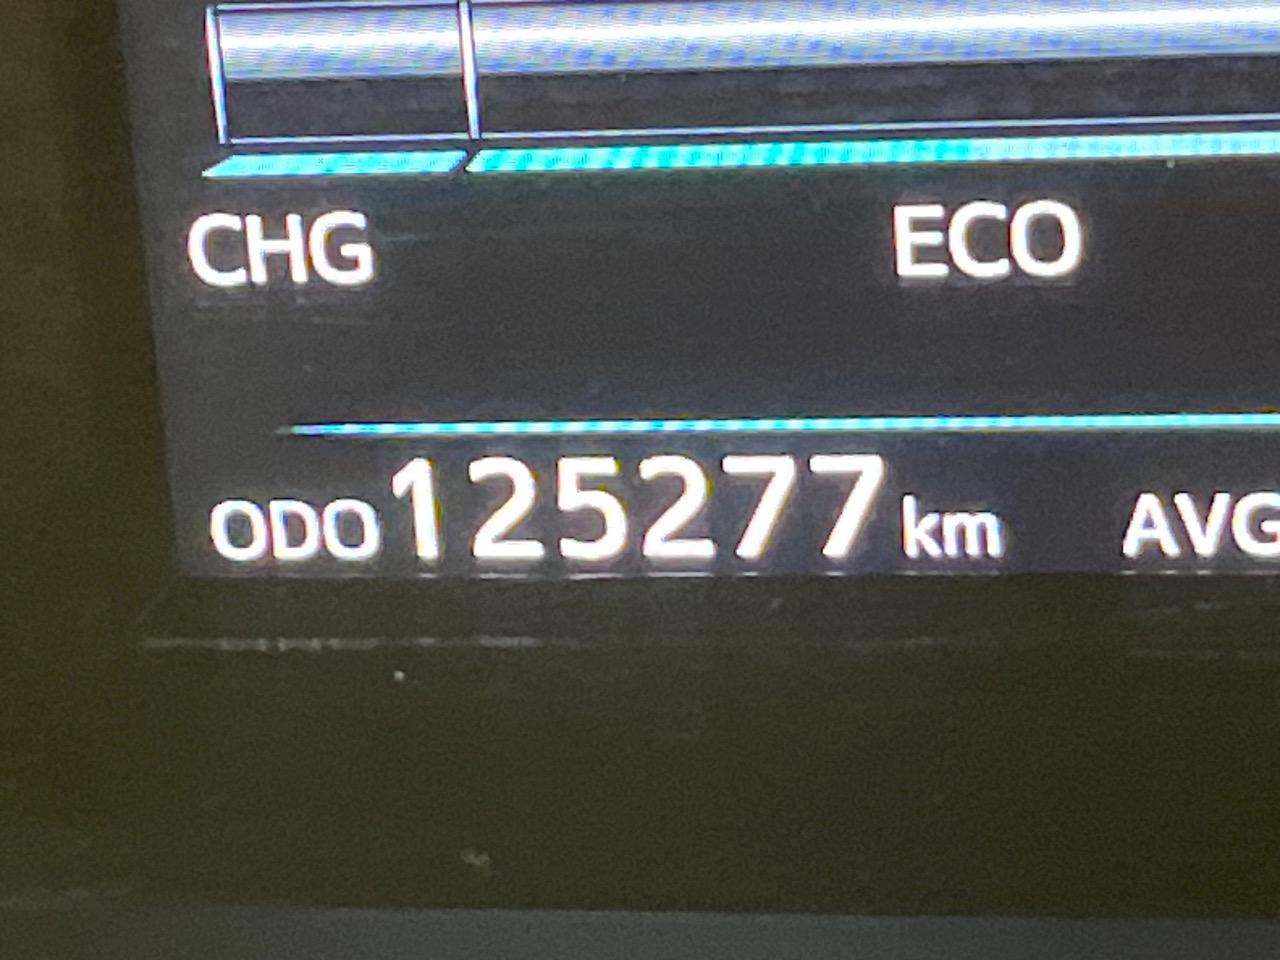 CHG ECO
ODO 125277 km AVG